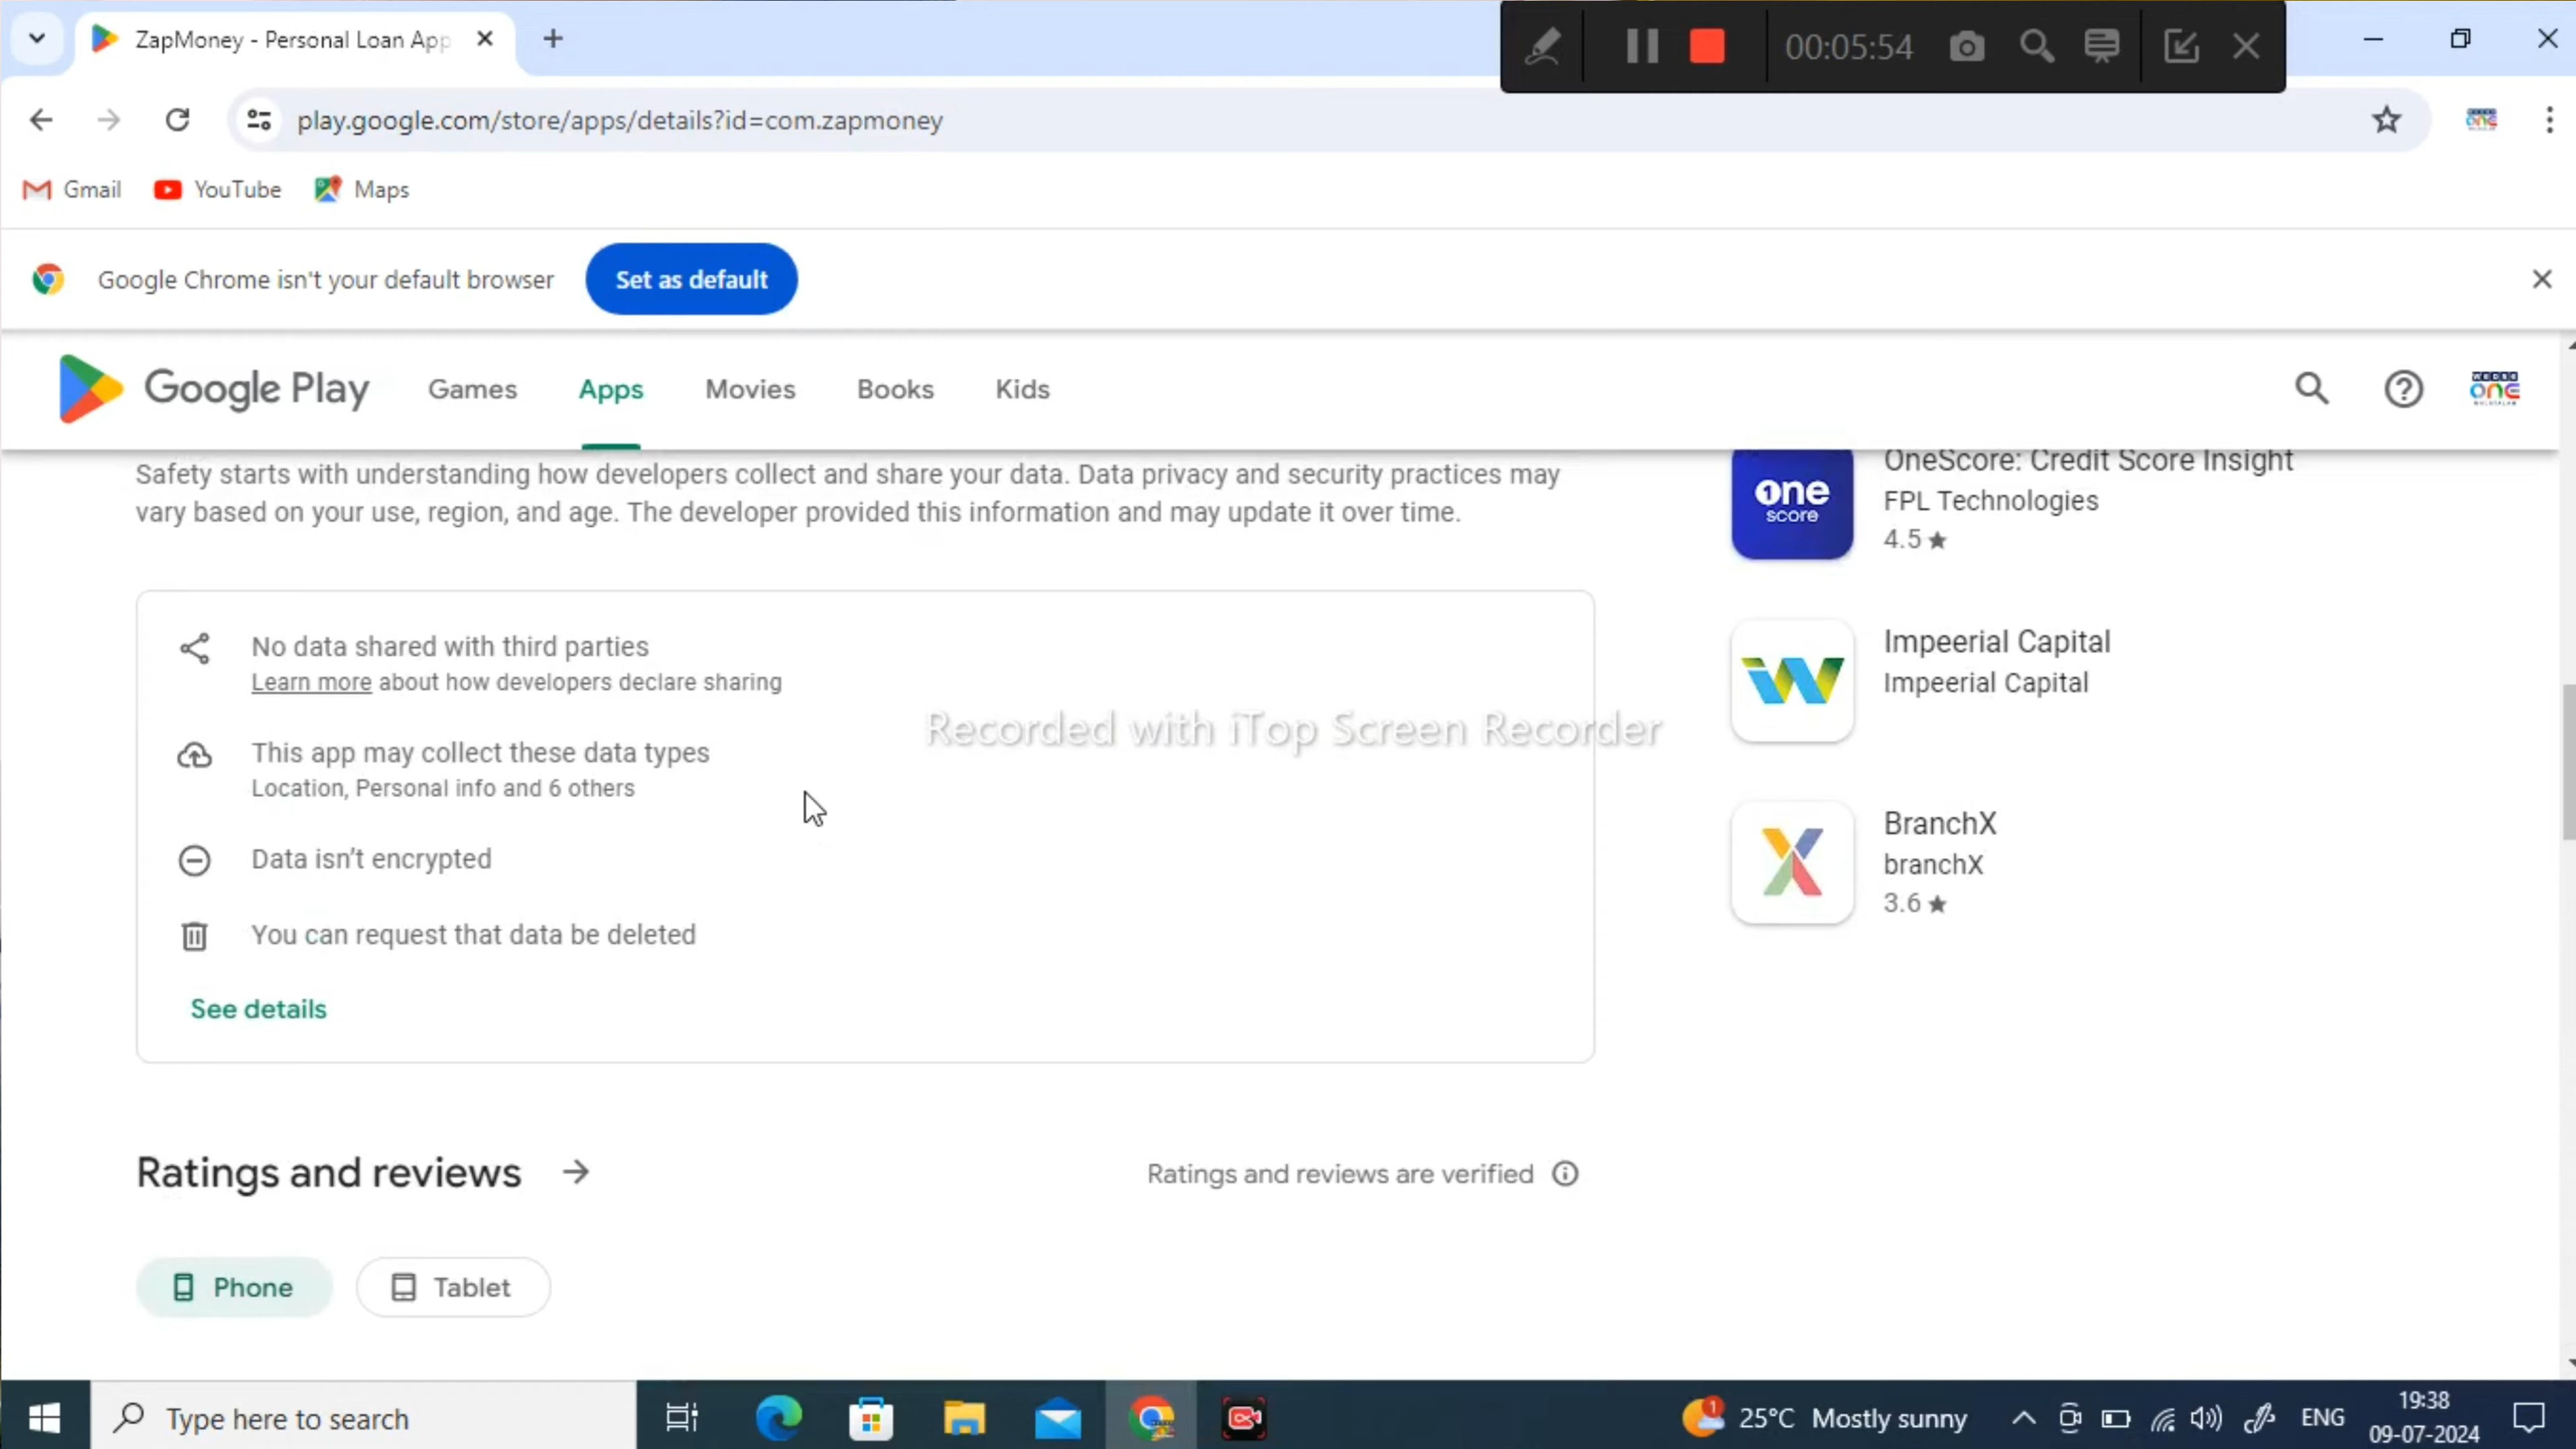 ZapMoney - Personal Loan App
00:05:54
play.google.com/store/apps/details?id=com.zapmoney
Gmail YouTube Maps
Google Chrome isn't your default browser Set as default
Google Play Games Apps Movies Books Kids
Safety starts with understanding how developers collect and share your data. Data privacy and security practices may
vary based on your use, region, and age. The developer provided this information and may update it over time.
No data shared with third parties
Learn more about how developers declare sharing
This app may collect these data types
Location, Personal info and 6 others
Data isn't encrypted
You can request that data be deleted
See details
one
score
OneScore: Credit Score Insight
FPL Technologies
4.5 ★
Impeerial Capital
Impeerial Capital
BranchX
branchX
3.6 ★
Recorded with iTop Screen Recorder
Ratings and reviews
Ratings and reviews are verified
Phone Tablet
Type here to search
1
25°C Mostly sunny
ENG
19:38
09-07-2024